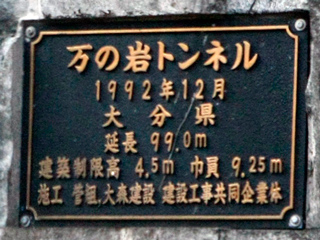 万の岩トンネル
1992年12月
大分県
延長 99.0m
建築制限高 4.5m 巾員 9.25m
施工 菅組.大森建設 建設工事共同企業体